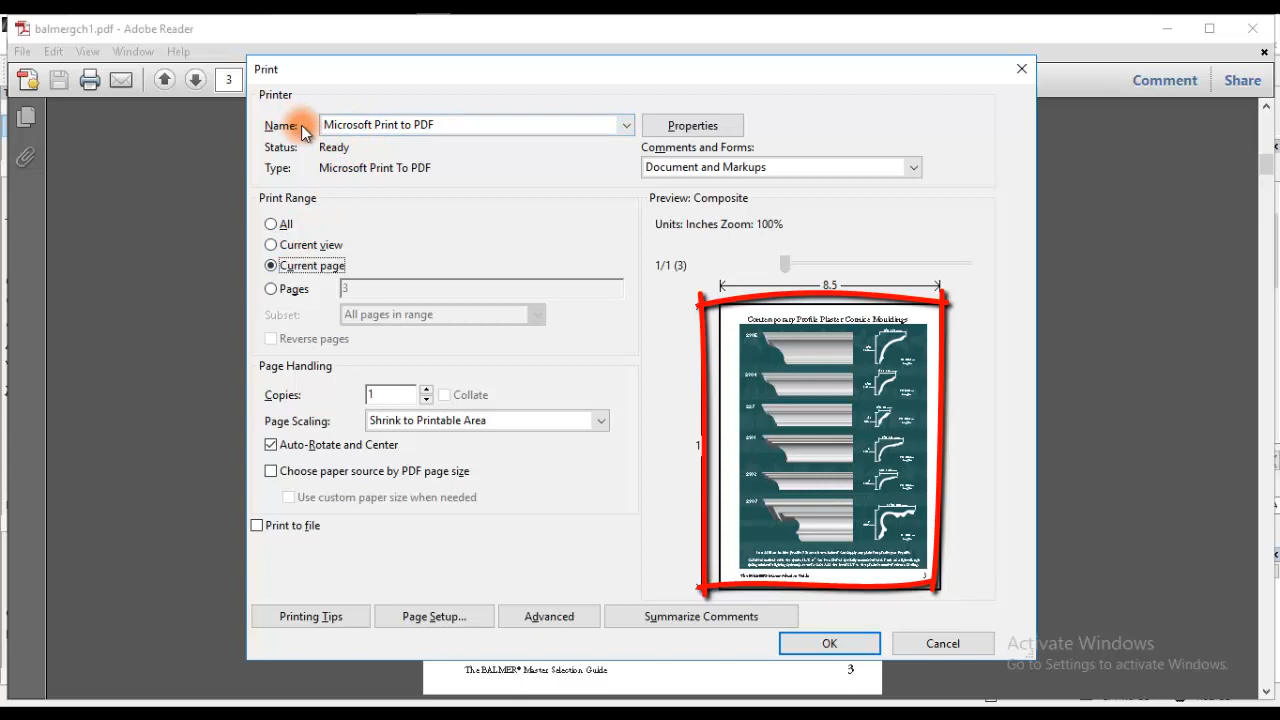 balmergch1.pdf - Adobe Reader
File Edit View Window Help
3
Comment Share
Print
Printer
Name: Microsoft Print to PDF Properties
Status: Ready Comments and Forms:
Type: Microsoft Print To PDF Document and Markups
Print Range Preview: Composite
All Units: Inches Zoom: 100%
Current view
Current page 1/1 (3)
Pages 3 8.5
Subset: All pages in range
Contemporary Profile Plaster Cornice Mouldings
Reverse pages
Page Handling
Copies: 1 Collate
Page Scaling: Shrink to Printable Area
Auto-Rotate and Center
Choose paper source by PDF page size
Use custom paper size when needed
Print to file
Printing Tips Page Setup... Advanced Summarize Comments
OK Cancel
Activate Windows
Go to Settings to activate Windows.
The BALMER® Master Selection Guide 3